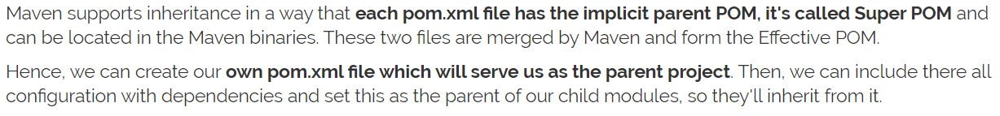 Maven supports inheritance in a way that each pom.xml file has the implicit parent POM, it's called Super POM and
can be located in the Maven binaries. These two files are merged by Maven and form the Effective POM.
Hence, we can create our own pom.xml file which will serve us as the parent project. Then, we can include there all
configuration with dependencies and set this as the parent of our child modules, so they'll inherit from it.